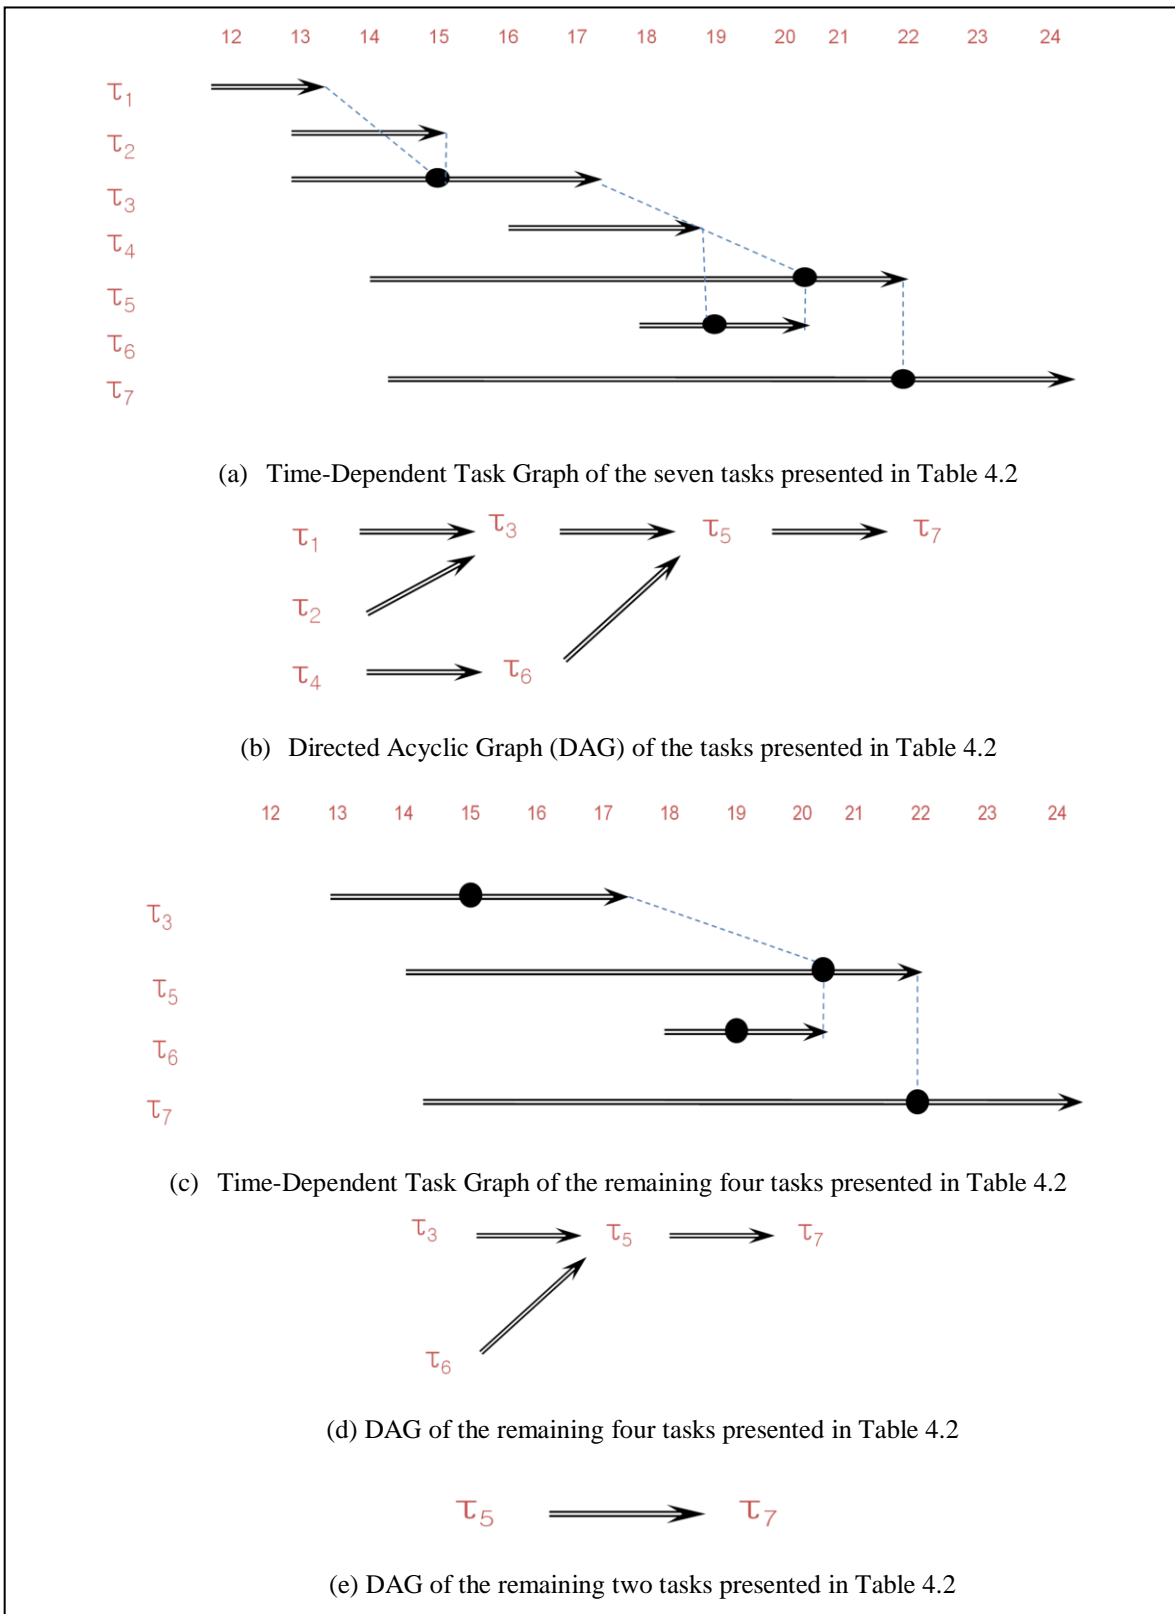 12 13 14 15 16 17 18 19 20 21 22 23 24
τ1
τ2
τ3
τ4
τ5
τ6
τ7
(a) Time-Dependent Task Graph of the seven tasks presented in Table 4.2
τ1 τ3 τ5 τ7
τ2
τ4 τ6
(b) Directed Acyclic Graph (DAG) of the tasks presented in Table 4.2
12 13 14 15 16 17 18 19 20 21 22 23 24
τ3
τ5
τ6
τ7
(c) Time-Dependent Task Graph of the remaining four tasks presented in Table 4.2
τ3 τ5 τ7
τ6
(d) DAG of the remaining four tasks presented in Table 4.2
τ5 τ7
(e) DAG of the remaining two tasks presented in Table 4.2